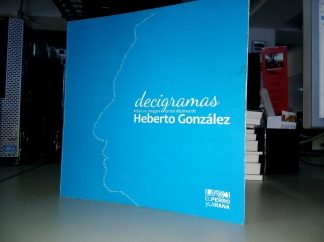 decigramas
Heberto González
EL PERRO
Y LA RANA